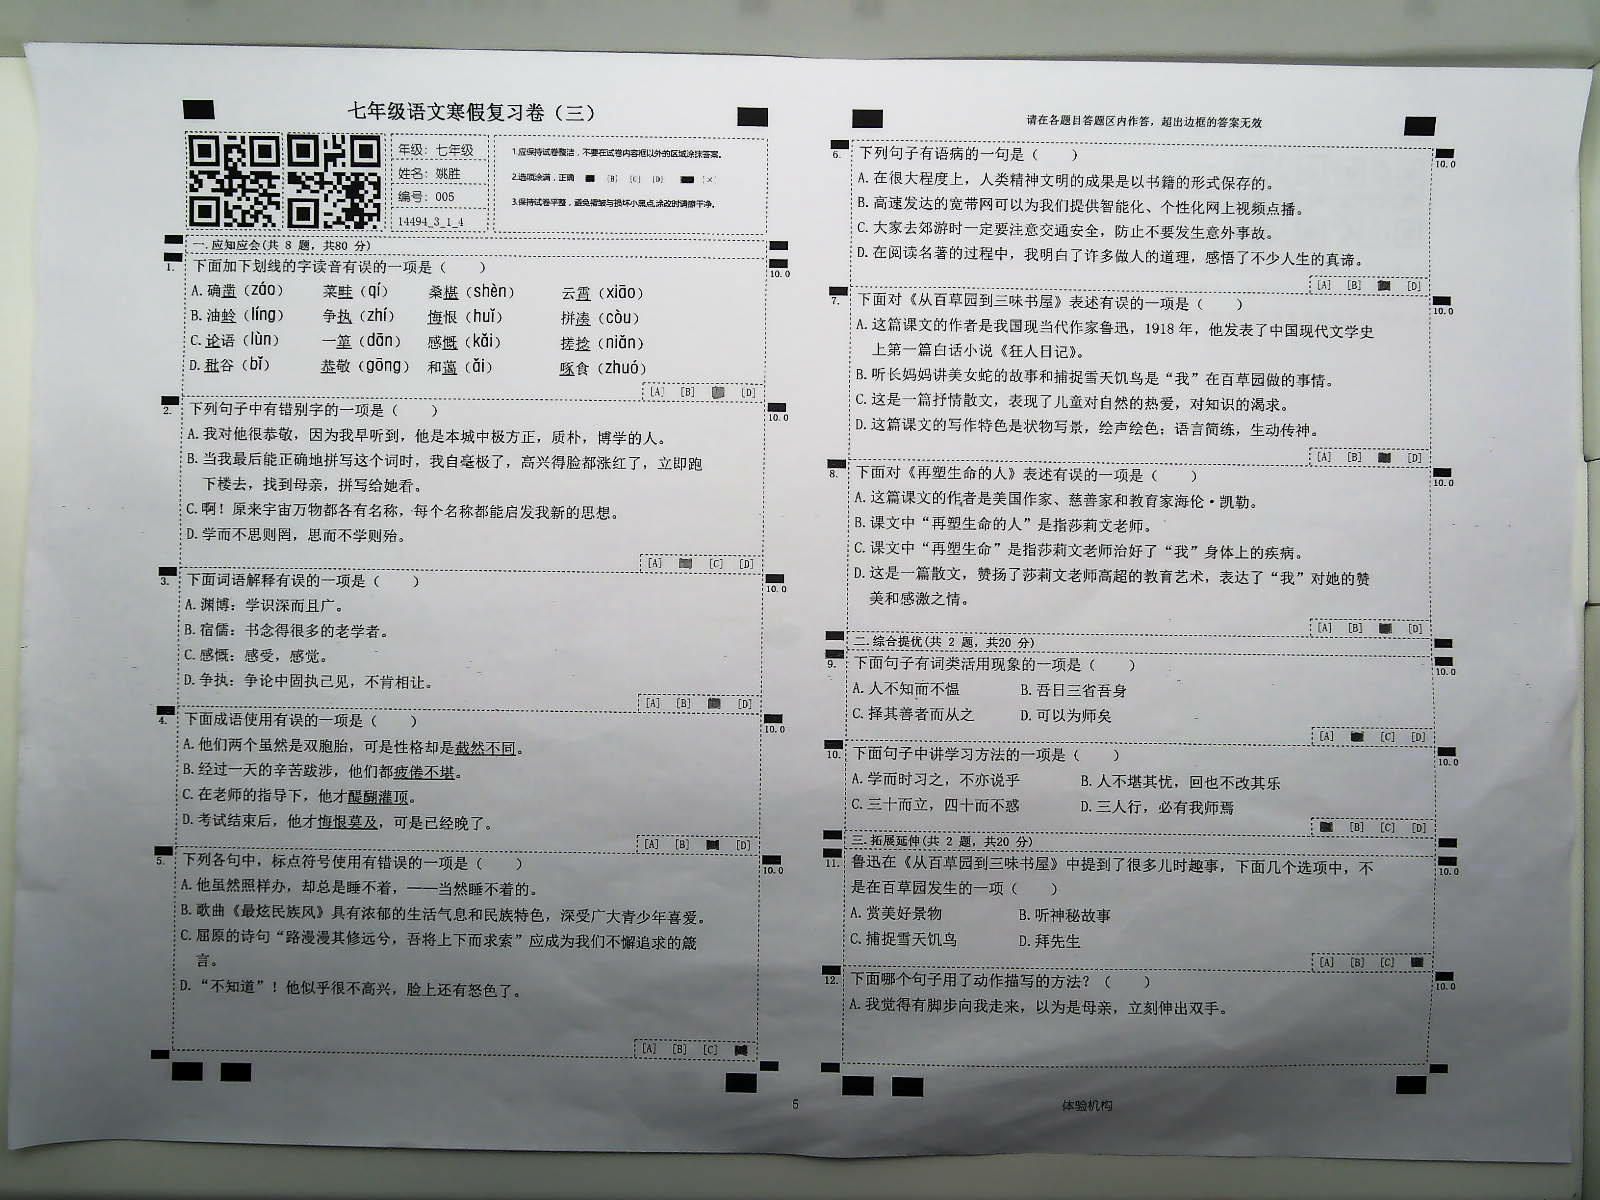 七年级语文寒假复习卷（三）
年级：七年级
姓名：姚胜
编号：005
14494_3_1_4
1.应保持试卷整洁，不要在试卷内容框以外的区域涂抹答案。
2.选项涂满，正确 [B] [C] [D]
3.保持试卷平整，避免褶皱与损坏小黑点,涂改时请擦干净。
一.应知应会(共 8 题，共80 分)
1. 下面加下划线的字读音有误的一项是（　　） 10.0
A.确凿（záo） 菜畦（qí） 桑椹（shèn） 云霄（xiāo）
B.油蛉（líng） 争执（zhí） 悔恨（huǐ） 拼凑（còu）
C.论语（lùn） 一箪（dān） 感慨（kǎi） 搓捻（niǎn）
D.秕谷（bǐ） 恭敬（gōng） 和蔼（ǎi） 啄食（zhuó）
[A] [B] [D]
2. 下列句子中有错别字的一项是（　　） 10.0
A.我对他很恭敬，因为我早听到，他是本城中极方正，质朴，博学的人。
B.当我最后能正确地拼写这个词时，我自毫极了，高兴得脸都涨红了，立即跑
下楼去，找到母亲，拼写给她看。
C.啊！原来宇宙万物都各有名称，每个名称都能启发我新的思想。
D.学而不思则罔，思而不学则殆。
[A] [C] [D]
3. 下面词语解释有误的一项是（　　） 10.0
A.渊博：学识深而且广。
B.宿儒：书念得很多的老学者。
C.感慨：感受，感觉。
D.争执：争论中固执己见，不肯相让。
[A] [B] [D]
4. 下面成语使用有误的一项是（　　） 10.0
A.他们两个虽然是双胞胎，可是性格却是截然不同。
B.经过一天的辛苦跋涉，他们都疲倦不堪。
C.在老师的指导下，他才醍醐灌顶。
D.考试结束后，他才悔恨莫及，可是已经晚了。
[A] [B] [D]
5. 下列各句中，标点符号使用有错误的一项是（　　） 10.0
A.他虽然照样办，却总是睡不着，——当然睡不着的。
B.歌曲《最炫民族风》具有浓郁的生活气息和民族特色，深受广大青少年喜爱。
C.屈原的诗句“路漫漫其修远兮，吾将上下而求索”应成为我们不懈追求的箴
言。
D.“不知道”！他似乎很不高兴，脸上还有怒色了。
[A] [B] [C]
请在各题目答题区内作答，超出边框的答案无效
6. 下列句子有语病的一句是（　　） 10.0
A.在很大程度上，人类精神文明的成果是以书籍的形式保存的。
B.高速发达的宽带网可以为我们提供智能化、个性化网上视频点播。
C.大家去郊游时一定要注意交通安全，防止不要发生意外事故。
D.在阅读名著的过程中，我明白了许多做人的道理，感悟了不少人生的真谛。
[A] [B] [D]
7. 下面对《从百草园到三味书屋》表述有误的一项是（　　） 10.0
A.这篇课文的作者是我国现当代作家鲁迅，1918 年，他发表了中国现代文学史
上第一篇白话小说《狂人日记》。
B.听长妈妈讲美女蛇的故事和捕捉雪天饥鸟是“我”在百草园做的事情。
C.这是一篇抒情散文，表现了儿童对自然的热爱，对知识的渴求。
D.这篇课文的写作特色是状物写景，绘声绘色；语言简练，生动传神。
[A] [B] [D]
8. 下面对《再塑生命的人》表述有误的一项是（　　） 10.0
A.这篇课文的作者是美国作家、慈善家和教育家海伦·凯勒。
B.课文中“再塑生命的人”是指莎莉文老师。
C.课文中“再塑生命”是指莎莉文老师治好了“我”身体上的疾病。
D.这是一篇散文，赞扬了莎莉文老师高超的教育艺术，表达了“我”对她的赞
美和感激之情。
[A] [B] [D]
二.综合提优(共 2 题，共20 分)
9. 下面句子有词类活用现象的一项是（　　） 10.0
A.人不知而不愠 B.吾日三省吾身
C.择其善者而从之 D.可以为师矣
[A] [C] [D]
10. 下面句子中讲学习方法的一项是（　　） 10.0
A.学而时习之，不亦说乎 B.人不堪其忧，回也不改其乐
C.三十而立，四十而不惑 D.三人行，必有我师焉
[B] [C] [D]
三.拓展延伸(共 2 题，共20 分)
11. 鲁迅在《从百草园到三味书屋》中提到了很多儿时趣事，下面几个选项中，不 10.0
是在百草园发生的一项（　　）
A.赏美好景物 B.听神秘故事
C.捕捉雪天饥鸟 D.拜先生
[A] [B] [C]
12. 下面哪个句子用了动作描写的方法？（　　） 10.0
A.我觉得有脚步向我走来，以为是母亲，立刻伸出双手。
5
体验机构